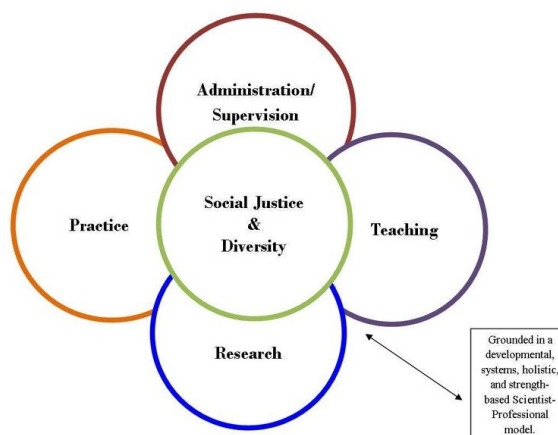 Administration/
Supervision
Practice
Social Justice
&
Diversity
Teaching
Research
Grounded in a
developmental,
systems, holistic,
and strength-
based Scientist-
Professional
model.